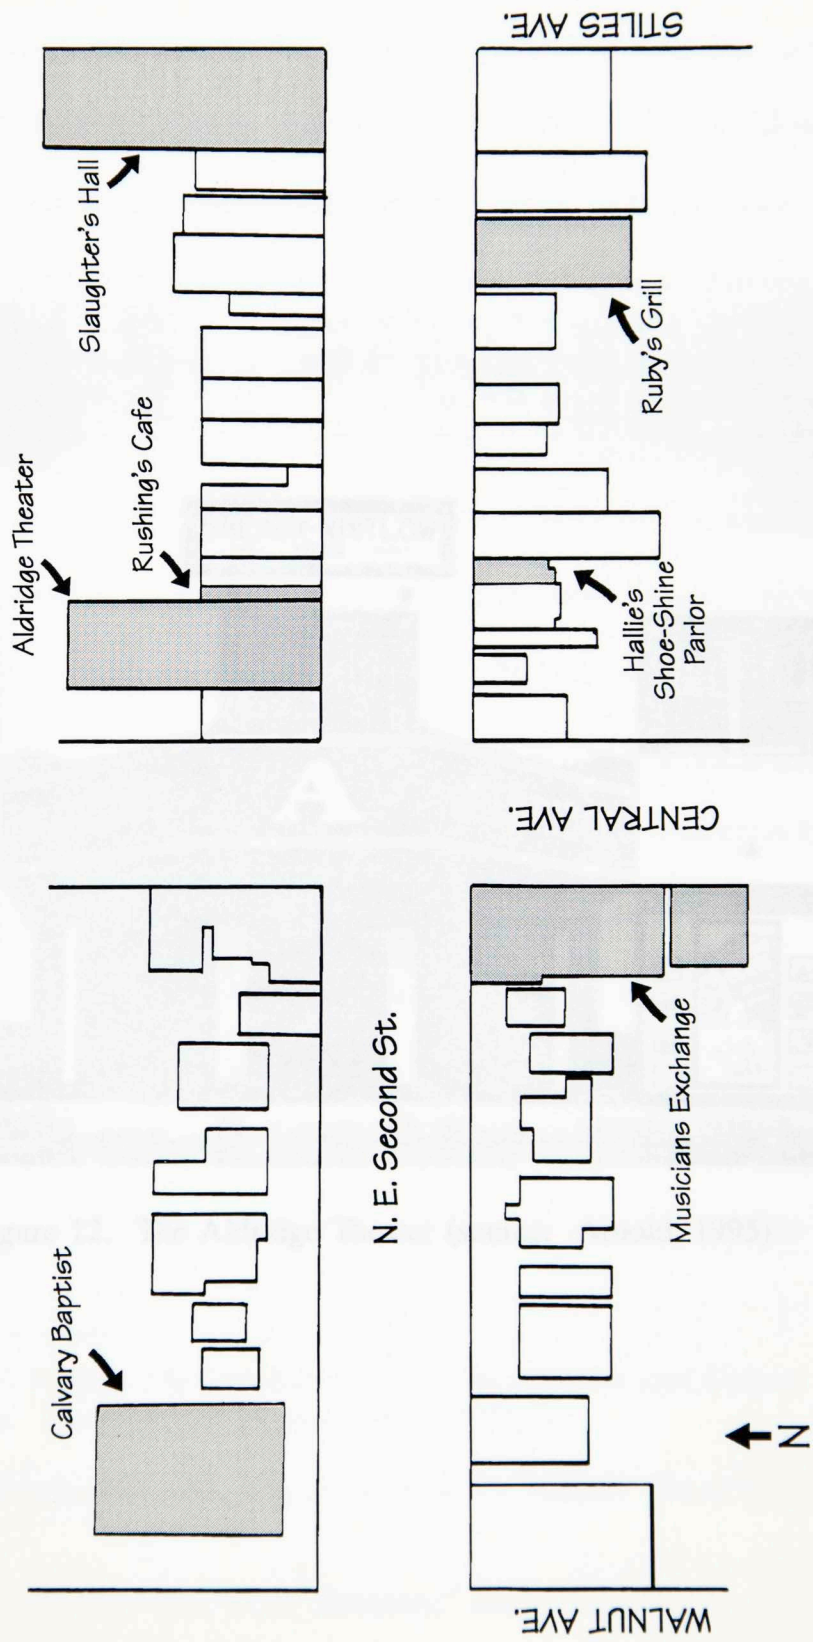 Calvary Baptist
Aldridge Theater
Rushing's Cafe
Slaughter's Hall
N. E. Second St.
WALNUT AVE.
N
Musicians Exchange
CENTRAL AVE.
Hallie's
Shoe-Shine
Parlor
Ruby's Grill
STILES AVE.